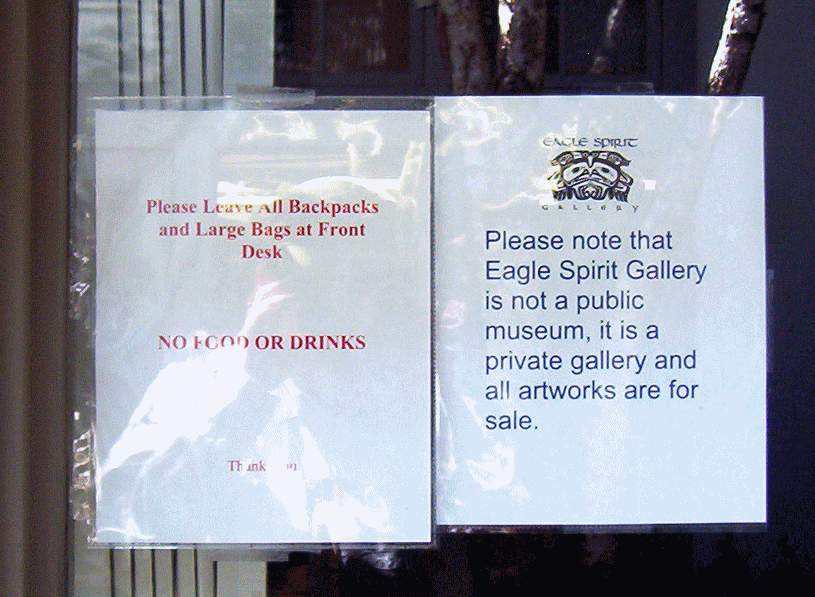 Please Leave All Backpacks
and Large Bags at Front
Desk
NO FOOD OR DRINKS
Thank
EAGLE SPIRIT
GALLERY
Please note that
Eagle Spirit Gallery
is not a public
museum, it is a
private gallery and
all artworks are for
sale.